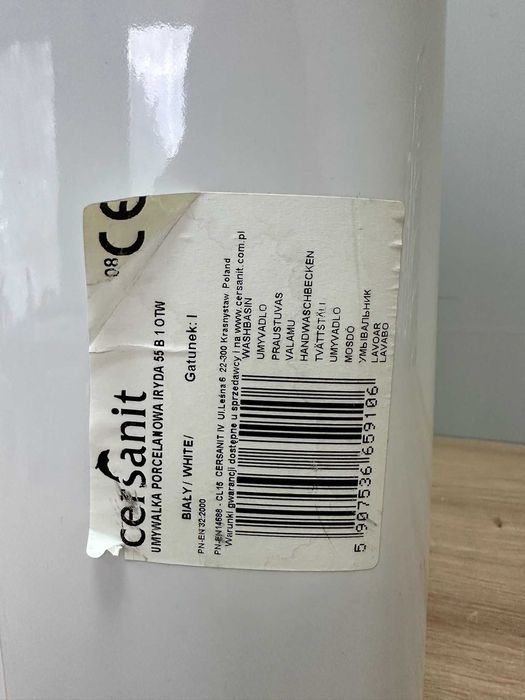 08 CE
cersanit
UMYWALKA PORCELANOWA IRYDA 55 B 1 OTW
BIAŁY/ WHITE/ Gatunek: I
PN-EN 32:2000
PN-EN14688 - CL15 CERSANIT IV Ul.Leśna 6 22-300 Krasnystaw Poland
Warunki gwarancji dostępne u sprzedawcy i na www.cersanit.com.pl
WASHBASIN
UMYVADLO
PRAUSTUVAS
VALAMU
HANDWASCHBECKEN
TVÄTTSTÄLL
UMYVADLO
MOSDÓ
УМЫВАЛЬНИК
LAVOAR
LAVABO
5 907536 659106